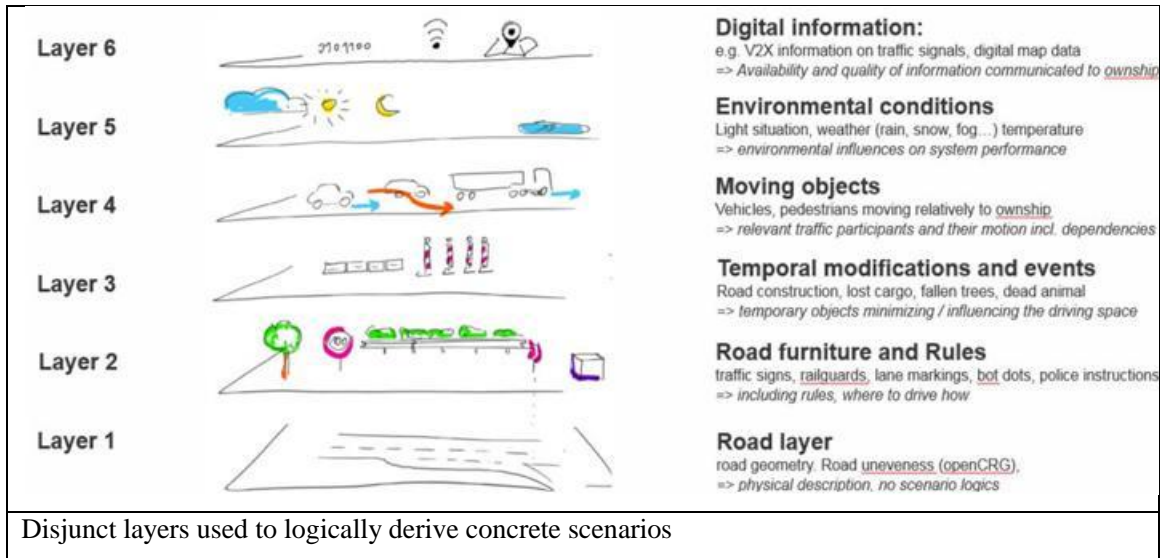 Layer 6
Digital information:
e.g. V2X information on traffic signals, digital map data
=> Availability and quality of information communicated to ownship
Layer 5
Environmental conditions
Light situation, weather (rain, snow, fog...) temperature
=> environmental influences on system performance
Layer 4
Moving objects
Vehicles, pedestrians moving relatively to ownship
=> relevant traffic participants and their motion incl. dependencies
Layer 3
Temporal modifications and events
Road construction, lost cargo, fallen trees, dead animal
=> temporary objects minimizing / influencing the driving space
Layer 2
Road furniture and Rules
traffic signs, railguards, lane markings, bot dots, police instructions
=> including rules, where to drive how
Layer 1
Road layer
road geometry. Road uneveness (openCRG),
=> physical description, no scenario logics
Disjunct layers used to logically derive concrete scenarios